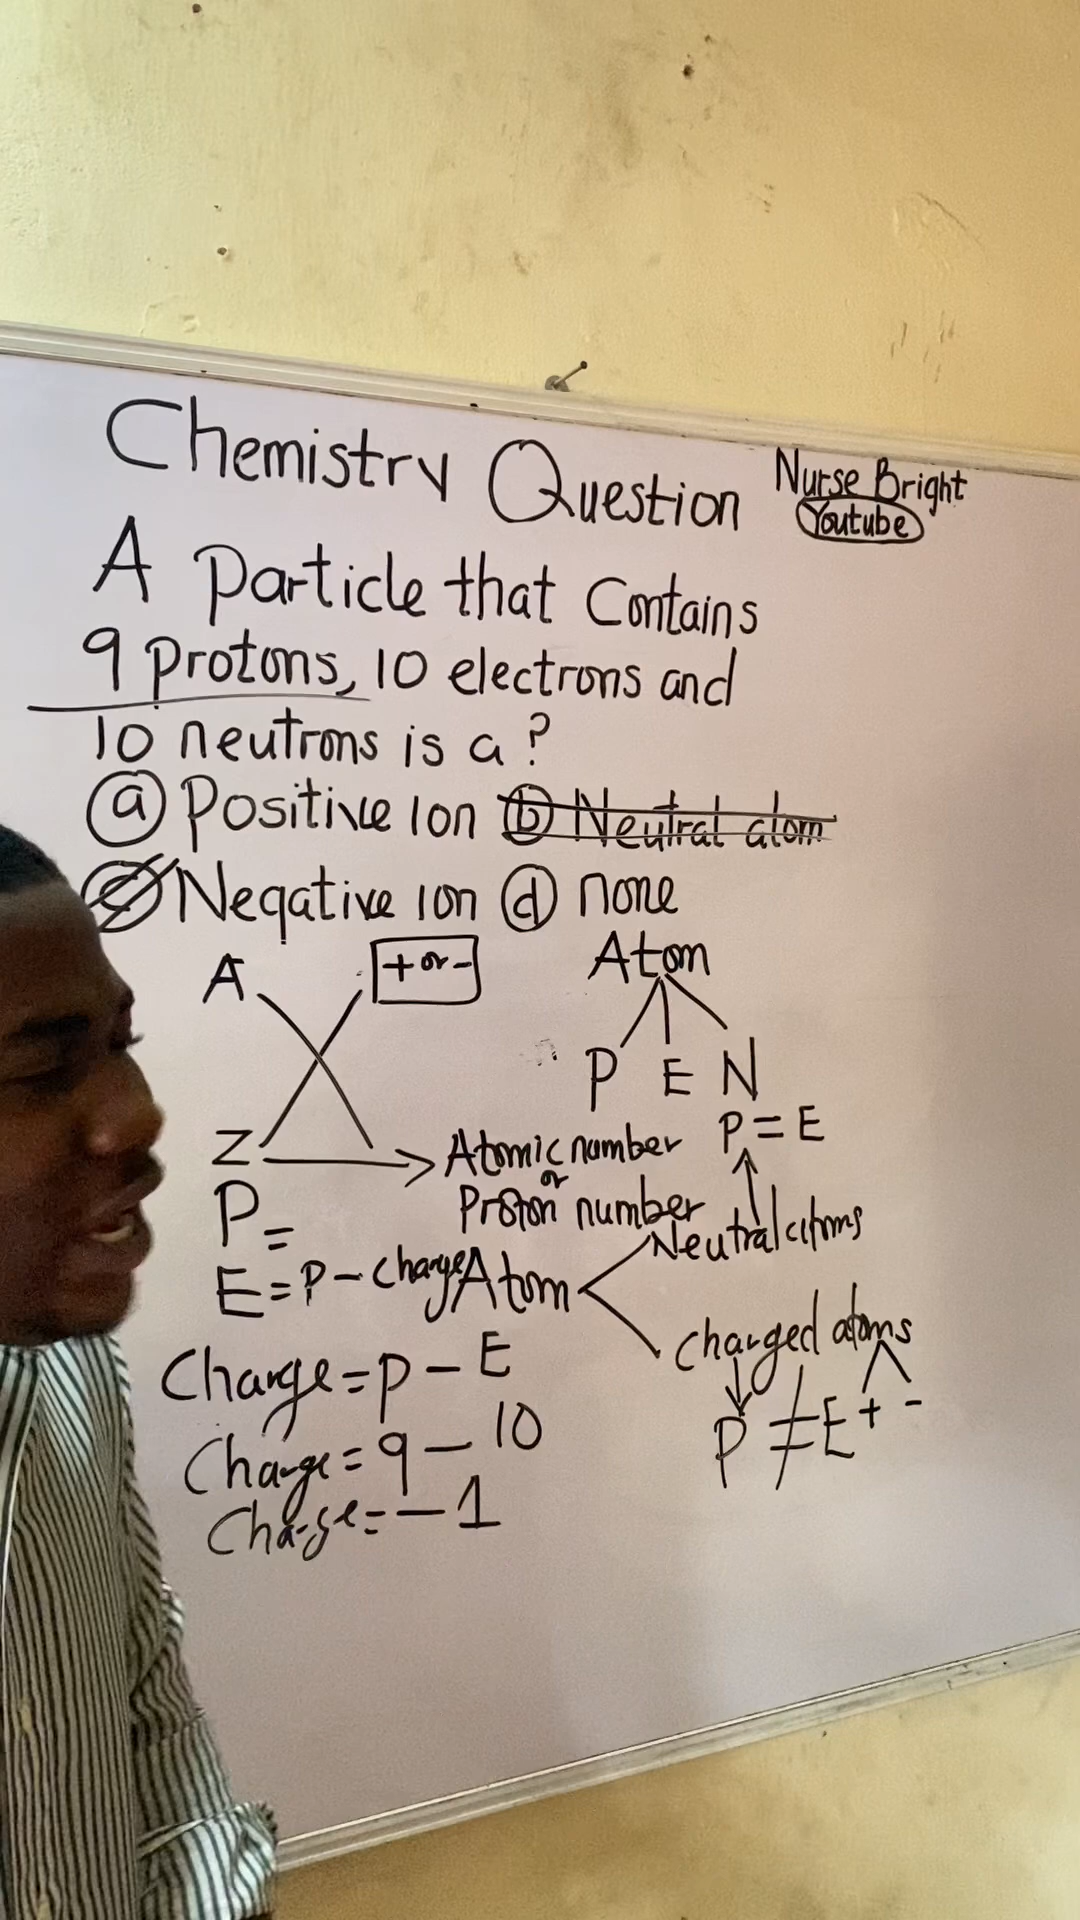 Chemistry Question
Nurse Bright
Youtube
A Particle that Contains
9 protons, 10 electrons and
10 neutrons is a ?
(a) Positive Ion (b) Neutral atom
(c) Negative Ion (d) none
A + or -
Z → Atomic number
or
Proton number
P =
E = P - Charge
Charge = P - E
Charge = 9 - 10
Charge = - 1
Atom
P E N
P = E
Neutral atoms
Atom
Charged atoms
P ≠ E + -